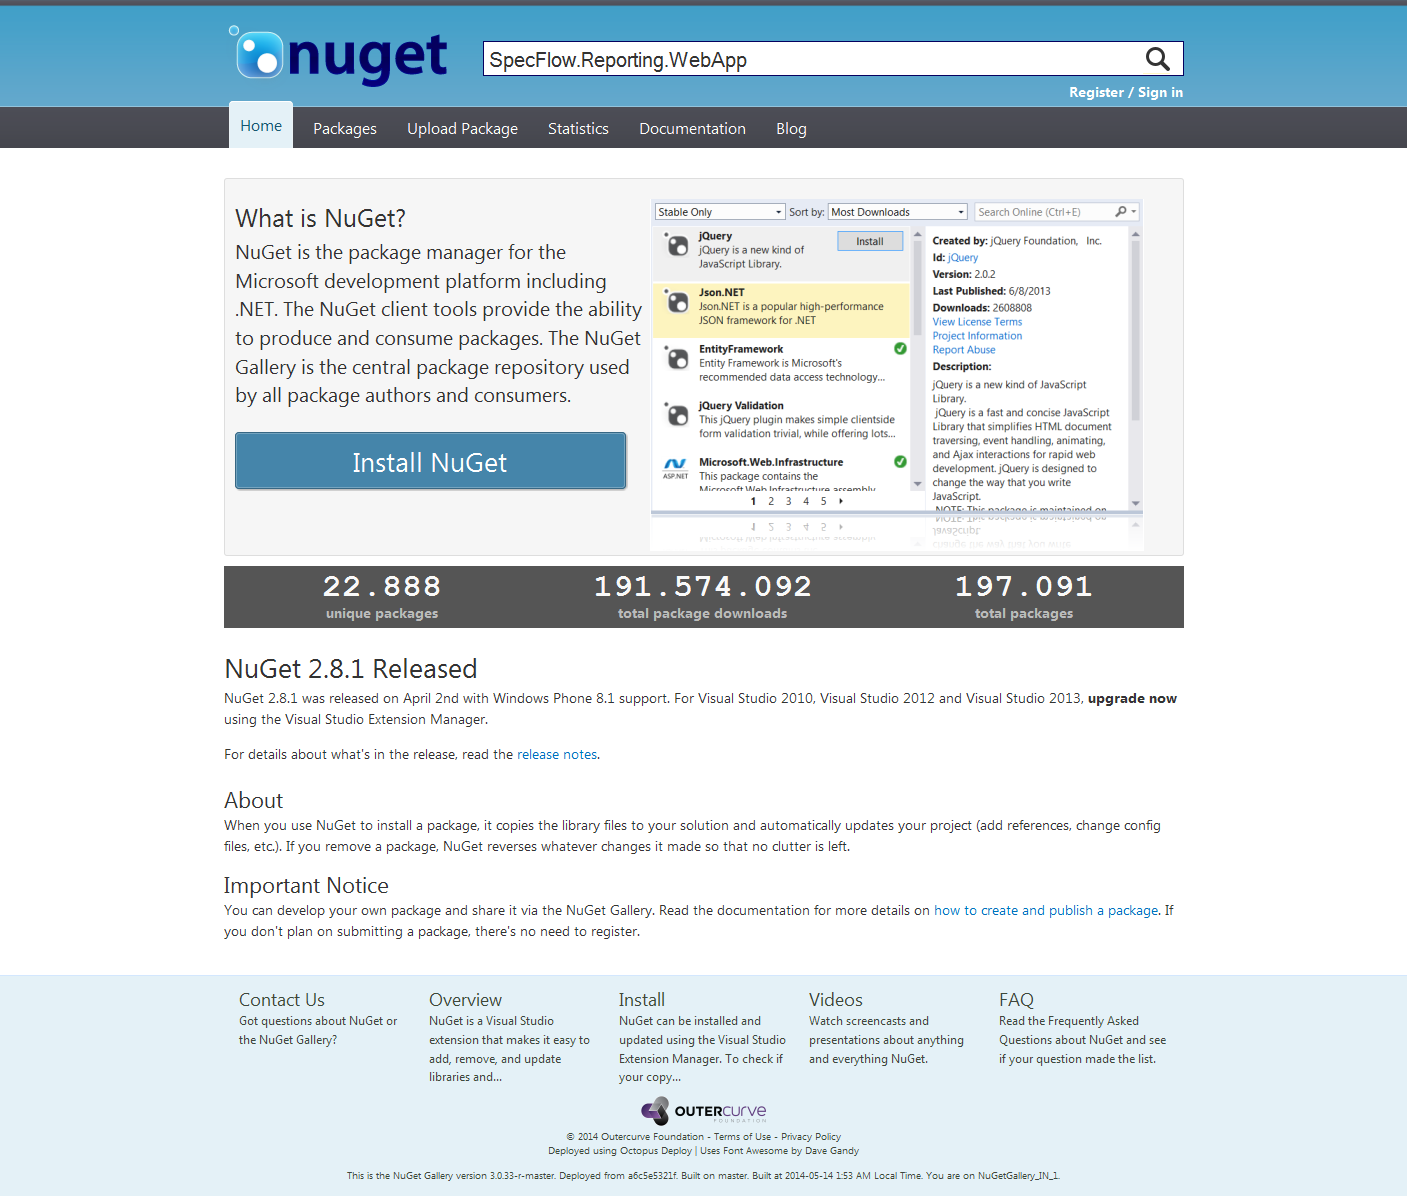 nuget
SpecFlow.Reporting.WebApp
Register / Sign in
Home
Packages
Upload Package
Statistics
Documentation
Blog
What is NuGet?
NuGet is the package manager for the
Microsoft development platform including
.NET. The NuGet client tools provide the ability
to produce and consume packages. The NuGet
Gallery is the central package repository used
by all package authors and consumers.
Install NuGet
Stable Only
Sort by:
Most Downloads
Search Online (Ctrl+E)
jQuery
jQuery is a new kind of
JavaScript Library.
Install
Json.NET
Json.NET is a popular high-performance
JSON framework for .NET
EntityFramework
Entity Framework is Microsoft's
recommended data access technology...
jQuery Validation
This jQuery plugin makes simple clientside
form validation trivial, while offering lots...
ASP.NET
Microsoft.Web.Infrastructure
This package contains the
Microsoft.Web.Infrastructure assembly
1 2 3 4 5
Created by: jQuery Foundation, Inc.
Id: jQuery
Version: 2.0.2
Last Published: 6/8/2013
Downloads: 2608808
View License Terms
Project Information
Report Abuse
Description:
jQuery is a new kind of JavaScript
Library.
jQuery is a fast and concise JavaScript
Library that simplifies HTML document
traversing, event handling, animating,
and Ajax interactions for rapid web
development. jQuery is designed to
change the way that you write
JavaScript.
NOTE: This package is maintained on
22.888
unique packages
191.574.092
total package downloads
197.091
total packages
NuGet 2.8.1 Released
NuGet 2.8.1 was released on April 2nd with Windows Phone 8.1 support. For Visual Studio 2010, Visual Studio 2012 and Visual Studio 2013, upgrade now
using the Visual Studio Extension Manager.
For details about what's in the release, read the release notes.
About
When you use NuGet to install a package, it copies the library files to your solution and automatically updates your project (add references, change config
files, etc.). If you remove a package, NuGet reverses whatever changes it made so that no clutter is left.
Important Notice
You can develop your own package and share it via the NuGet Gallery. Read the documentation for more details on how to create and publish a package. If
you don't plan on submitting a package, there's no need to register.
Contact Us
Got questions about NuGet or
the NuGet Gallery?
Overview
NuGet is a Visual Studio
extension that makes it easy to
add, remove, and update
libraries and...
Install
NuGet can be installed and
updated using the Visual Studio
Extension Manager. To check if
your copy...
Videos
Watch screencasts and
presentations about anything
and everything NuGet.
FAQ
Read the Frequently Asked
Questions about NuGet and see
if your question made the list.
OUTERCURVE
FOUNDATION
© 2014 Outercurve Foundation - Terms of Use - Privacy Policy
Deployed using Octopus Deploy | Uses Font Awesome by Dave Gandy
This is the NuGet Gallery version 3.0.33-r-master. Deployed from a6c5e5321f. Built on master. Built at 2014-05-14 1:53 AM Local Time. You are on NuGetGallery_IN_1.